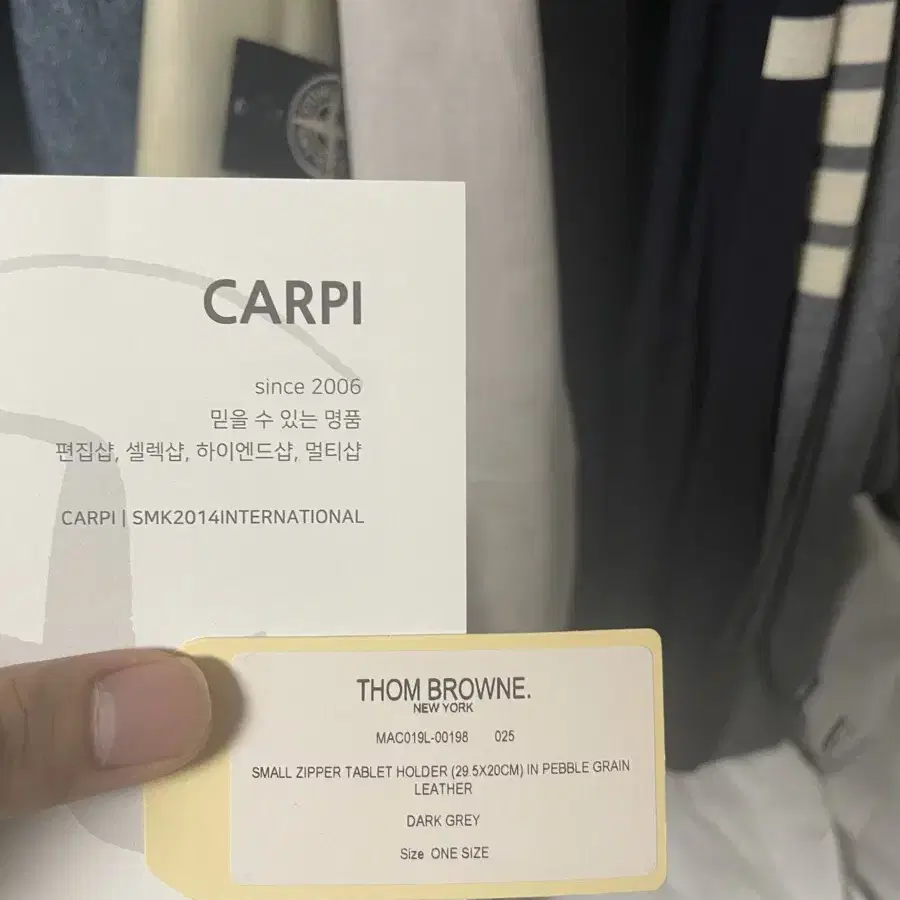 CARPI
since 2006
믿을 수 있는 명품
편집샵, 셀렉샵, 하이엔드샵, 멀티샵
CARPI | SMK2014INTERNATIONAL
THOM BROWNE.
NEW YORK
MAC019L-00198 025
SMALL ZIPPER TABLET HOLDER (29.5X20CM) IN PEBBLE GRAIN
LEATHER
DARK GREY
Size ONE SIZE